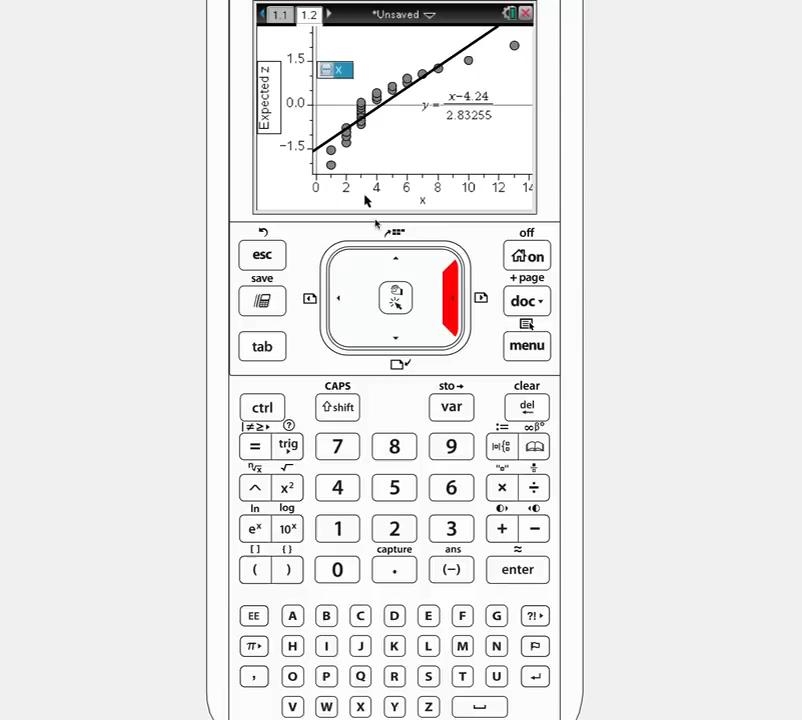 1.1 1.2 *Unsaved
Expected z
1.5
0.0
-1.5
x
y = x-4.24 / 2.83255
0 2 4 6 8 10 12 14
x
off
esc on
save + page
doc
tab menu
CAPS sto→ clear
ctrl shift var del
|≠≥▸ ? := ∞β°
= trig 7 8 9 |□|{
ⁿ√x √ "□"
^ x² 4 5 6 × ÷
ln log
eˣ 10ˣ 1 2 3 + −
[ ] { } capture ans ≈
( ) 0 . (−) enter
EE A B C D E F G ?!▸
π▸ H I J K L M N
, O P Q R S T U ↵
V W X Y Z